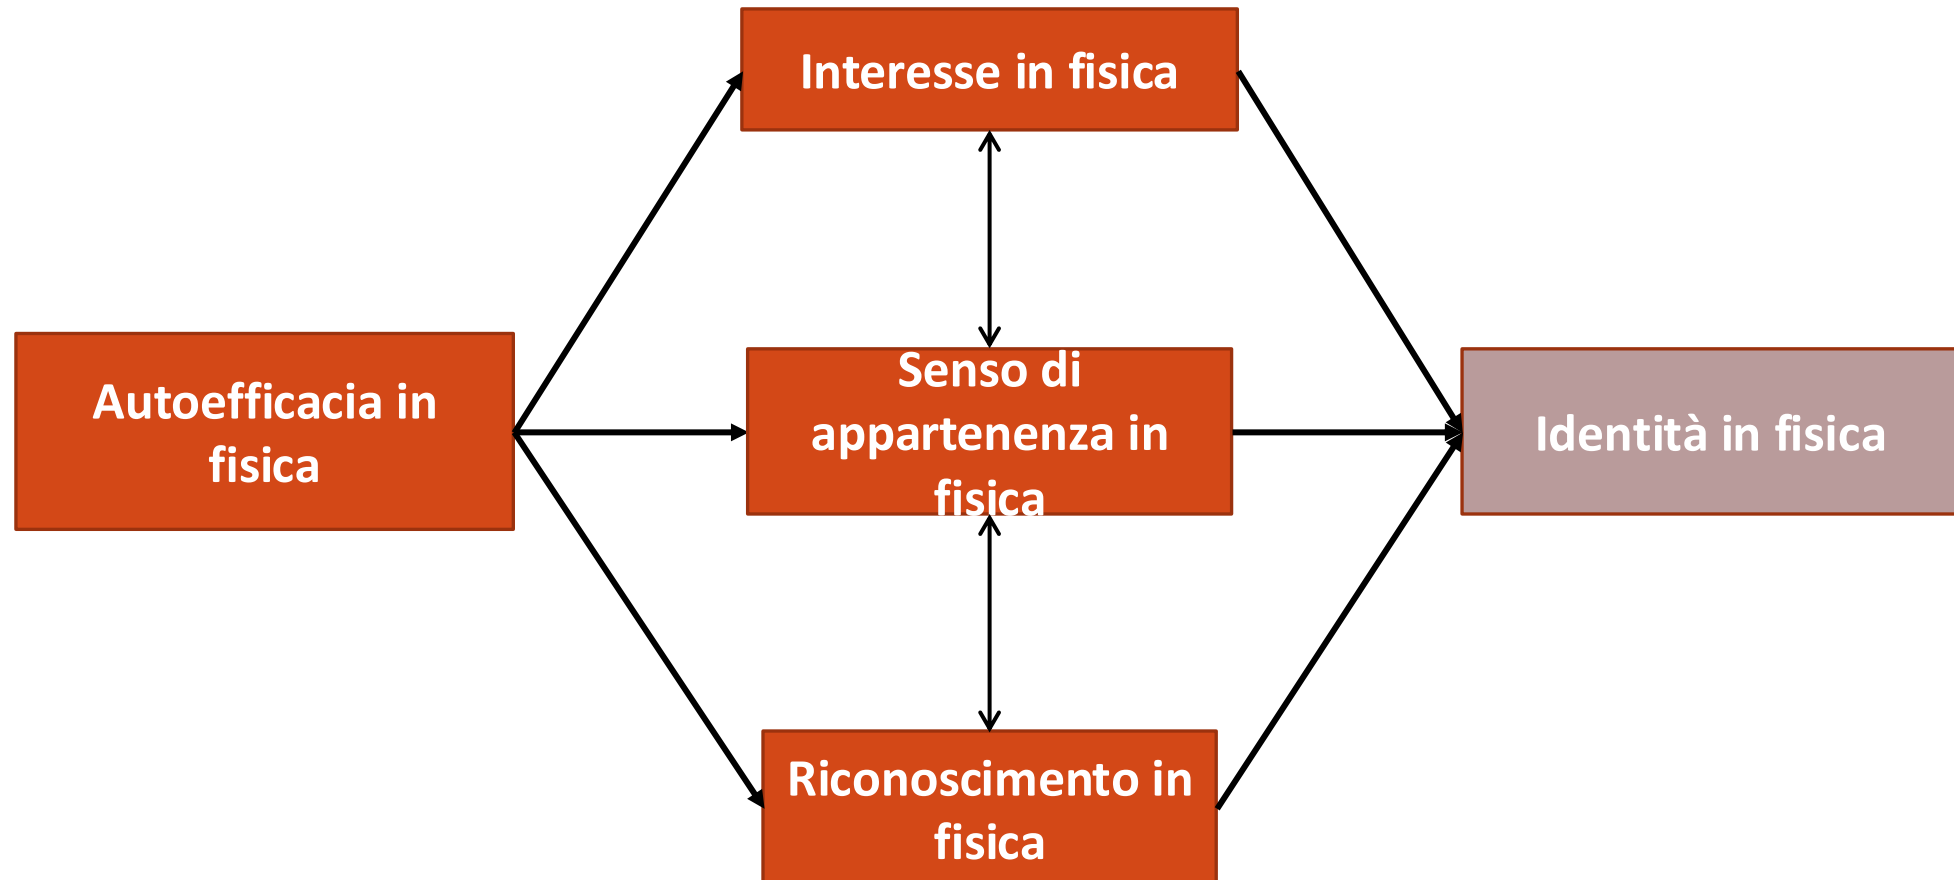 Interesse in fisica
Autoefficacia in
fisica
Senso di
appartenenza in
fisica
Identità in fisica
Riconoscimento in
fisica